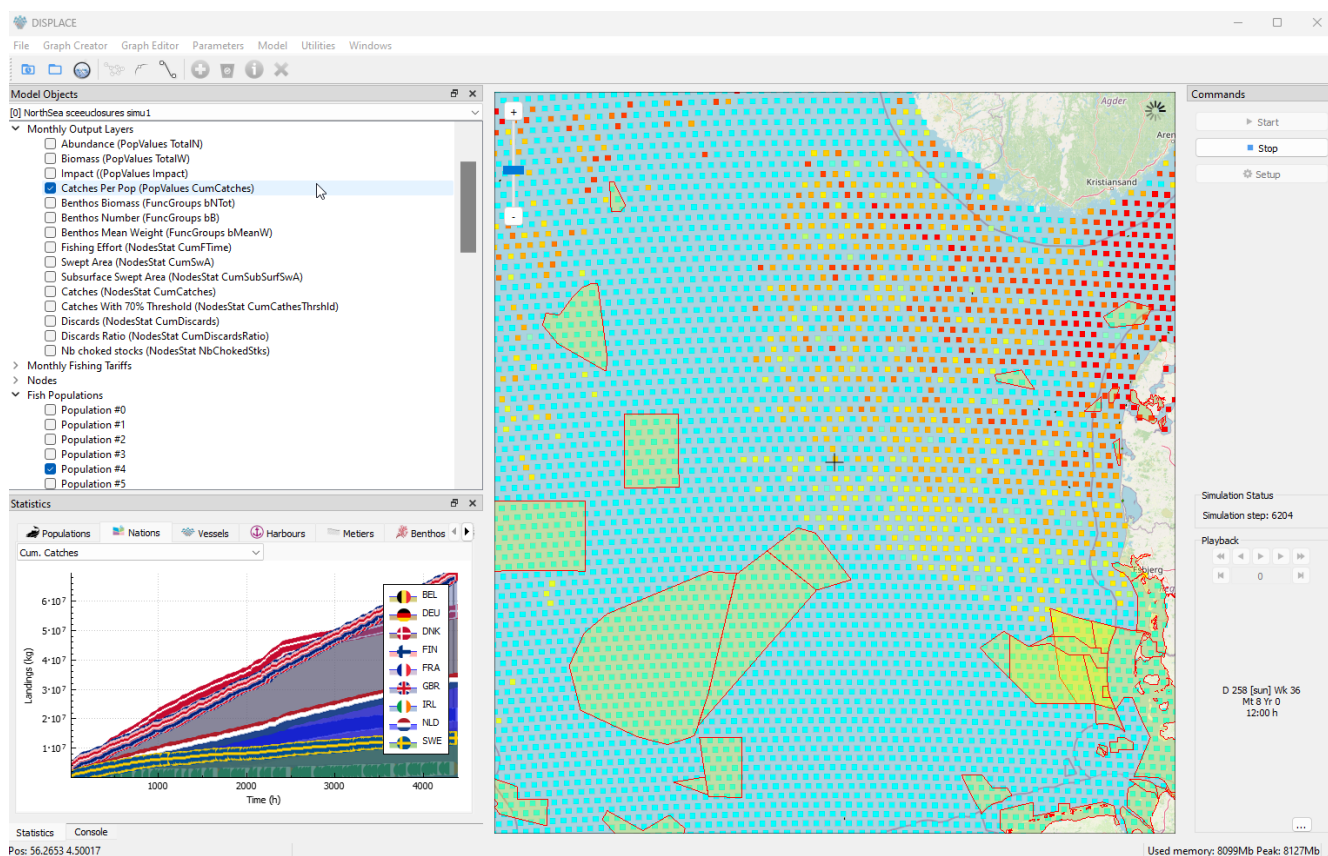 DISPLACE
File Graph Creator Graph Editor Parameters Model Utilities Windows
Model Objects
[0] NorthSea sceeuclosures simu1
Monthly Output Layers
Abundance (PopValues TotalN)
Biomass (PopValues TotalW)
Impact ((PopValues Impact)
Catches Per Pop (PopValues CumCatches)
Benthos Biomass (FuncGroups bNTot)
Benthos Number (FuncGroups bB)
Benthos Mean Weight (FuncGroups bMeanW)
Fishing Effort (NodesStat CumFTime)
Swept Area (NodesStat CumSwA)
Subsurface Swept Area (NodesStat CumSubSurfSwA)
Catches (NodesStat CumCatches)
Catches With 70% Threshold (NodesStat CumCathesThrshld)
Discards (NodesStat CumDiscards)
Discards Ratio (NodesStat CumDiscardsRatio)
Nb choked stocks (NodesStat NbChokedStks)
Monthly Fishing Tariffs
Nodes
Fish Populations
Population #0
Population #1
Population #2
Population #3
Population #4
Population #5
Statistics
Populations Nations Vessels Harbours Metiers Benthos
Cum. Catches
Landings (kg)
6·10⁷
5·10⁷
4·10⁷
3·10⁷
2·10⁷
1·10⁷
1000 2000 3000 4000
Time (h)
BEL
DEU
DNK
FIN
FRA
GBR
IRL
NLD
SWE
Statistics Console
Pos: 56.2653 4.50017
+
-
Agder
Aren
Kristiansand
Esbjerg
Commands
Start
Stop
Setup
Simulation Status
Simulation step: 6204
Playback
0
D 258 [sun] Wk 36
Mt 8 Yr 0
12:00 h
...
Used memory: 8099Mb Peak: 8127Mb